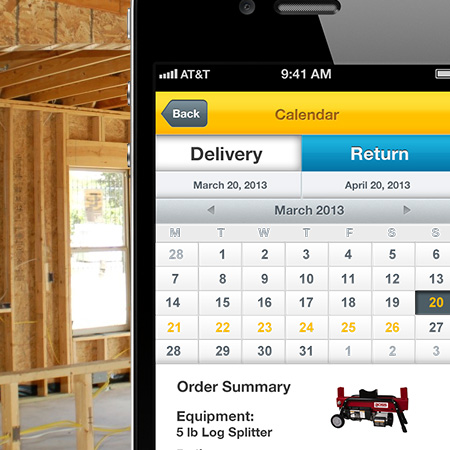 AT&T 9:41 AM
Back Calendar
Delivery Return
March 20, 2013 April 20, 2013
March 2013
M T W T F S S
28 1 2 3 4 5 6
7 8 9 10 11 12 13
14 15 16 17 18 19 20
21 22 23 24 25 26 27
28 29 30 31 1 2 3
Order Summary
Equipment:
5 lb Log Splitter